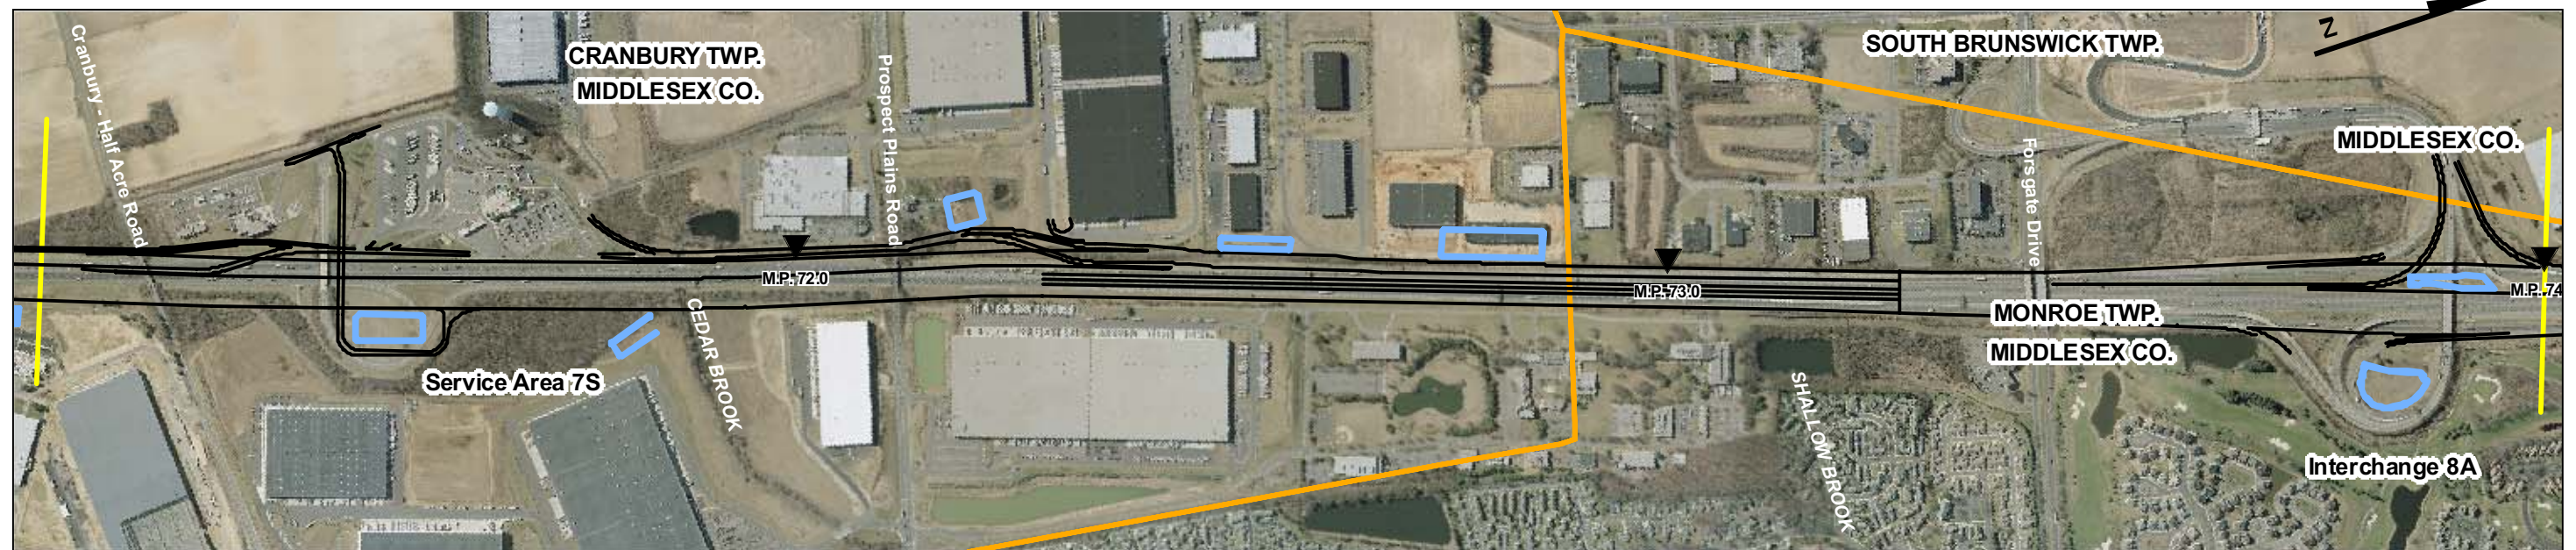 N
SOUTH BRUNSWICK TWP.
CRANBURY TWP.
MIDDLESEX CO.
Cranbury - Half Acre Road
Prospect Plains Road
Forsgate Drive
MIDDLESEX CO.
M.P. 72.0
M.P. 73.0
M.P. 74
MONROE TWP.
MIDDLESEX CO.
CEDAR BROOK
Service Area 7S
SHALLOW BROOK
Interchange 8A